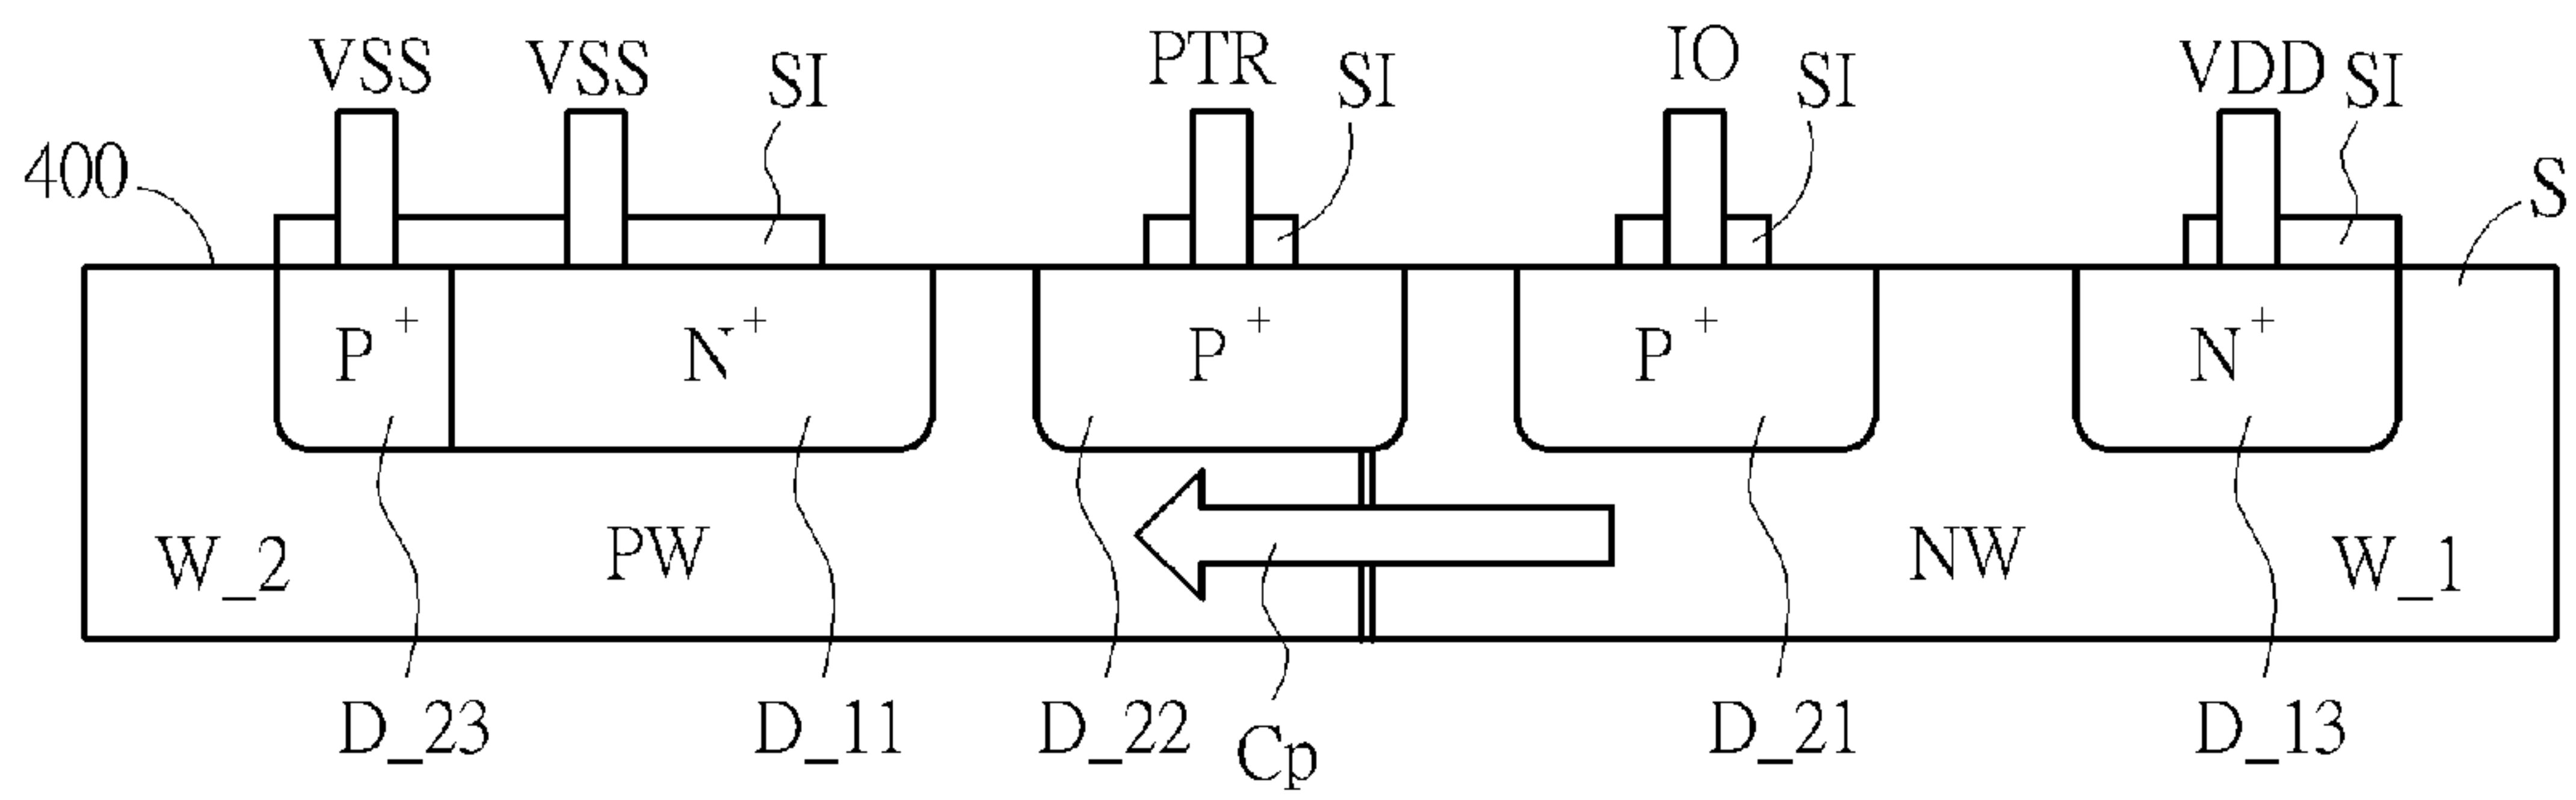 VSS VSS SI PTR SI IO SI VDD SI
400 S
P+ N+ P+ P+ N+
W_2 PW NW W_1
D_23 D_11 D_22 Cp D_21 D_13